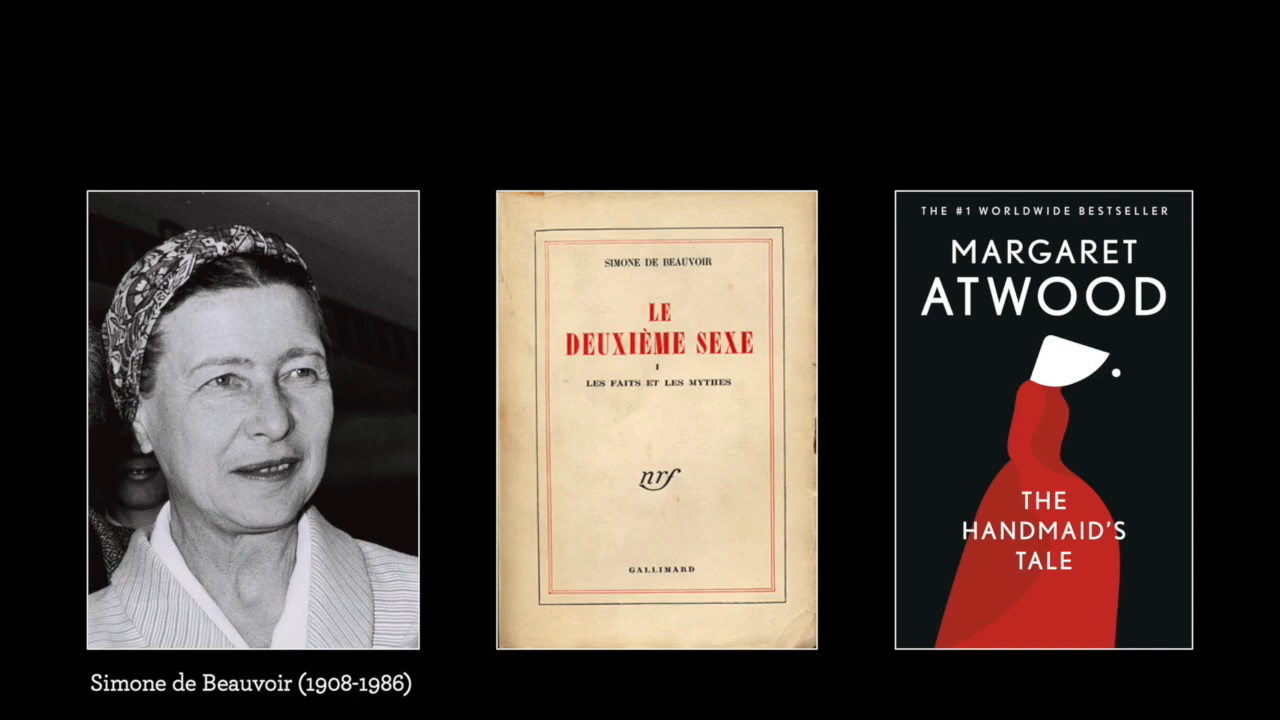 Simone de Beauvoir (1908-1986)
SIMONE DE BEAUVOIR
LE
DEUXIÈME SEXE
I
LES FAITS ET LES MYTHES
nrf
GALLIMARD
THE #1 WORLDWIDE BESTSELLER
MARGARET
ATWOOD
THE
HANDMAID'S
TALE